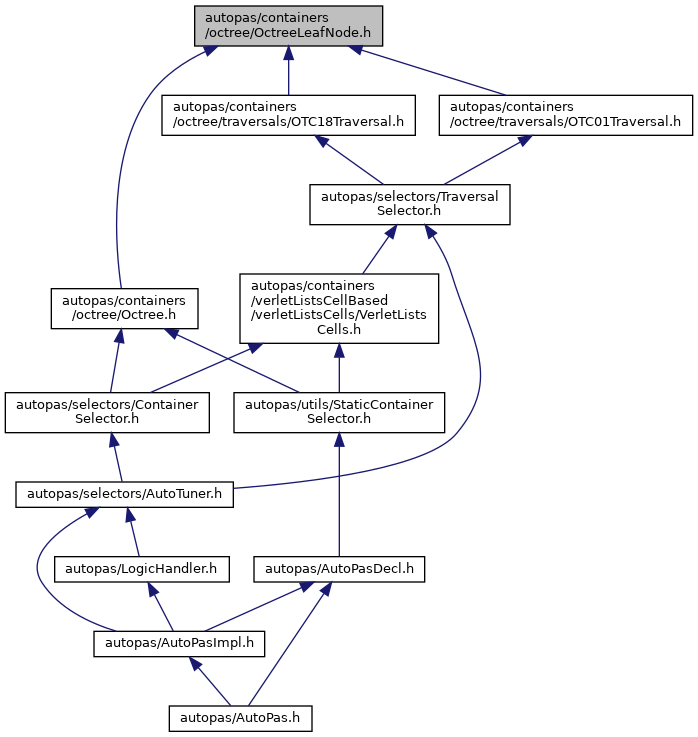 autopas/containers
/octree/OctreeLeafNode.h
autopas/containers
/octree/traversals/OTC18Traversal.h
autopas/containers
/octree/traversals/OTC01Traversal.h
autopas/selectors/Traversal
Selector.h
autopas/containers
/octree/Octree.h
autopas/containers
/verletListsCellBased
/verletListsCells/VerletLists
Cells.h
autopas/selectors/Container
Selector.h
autopas/utils/StaticContainer
Selector.h
autopas/selectors/AutoTuner.h
autopas/LogicHandler.h
autopas/AutoPasDecl.h
autopas/AutoPasImpl.h
autopas/AutoPas.h